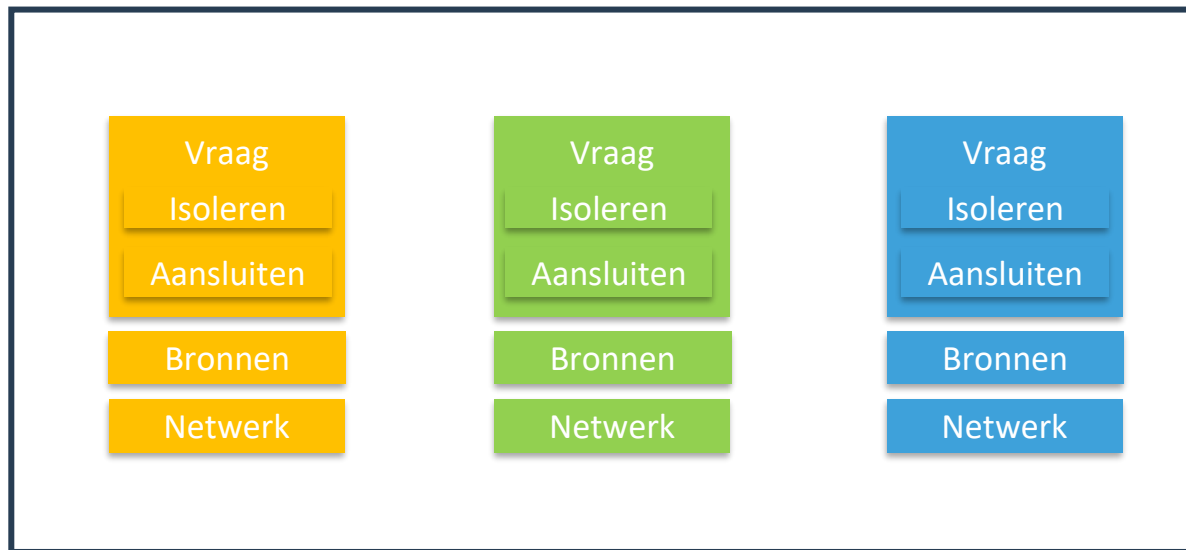 Vraag
Isoleren
Aansluiten
Bronnen
Netwerk
Vraag
Isoleren
Aansluiten
Bronnen
Netwerk
Vraag
Isoleren
Aansluiten
Bronnen
Netwerk